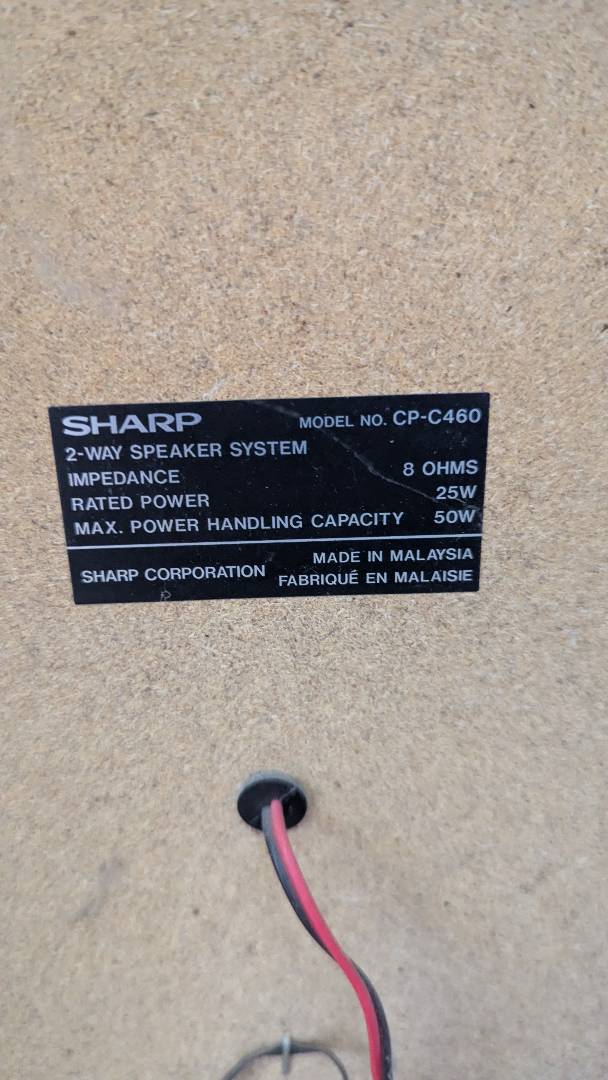 SHARP MODEL NO. CP-C460
2-WAY SPEAKER SYSTEM
IMPEDANCE 8 OHMS
RATED POWER 25W
MAX. POWER HANDLING CAPACITY 50W
SHARP CORPORATION MADE IN MALAYSIA
FABRIQUÉ EN MALAISIE